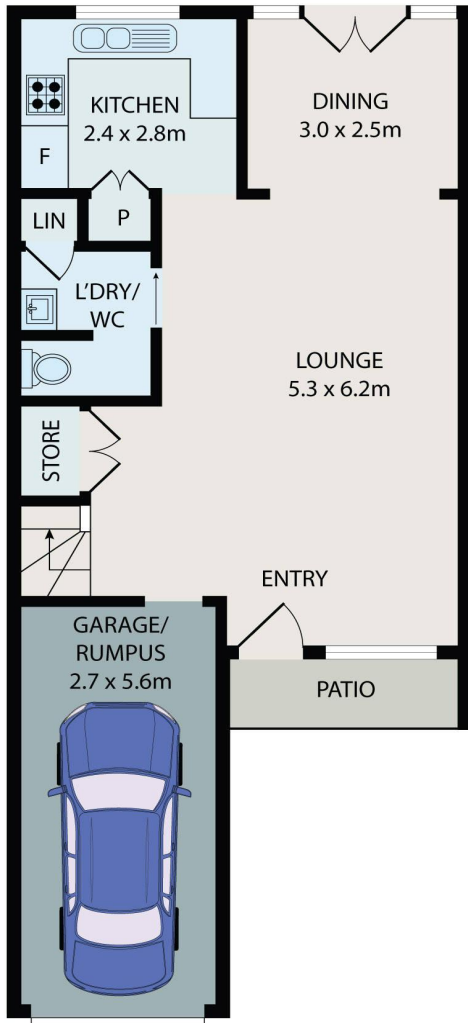 KITCHEN
2.4 x 2.8m
DINING
3.0 x 2.5m
F
LIN
P
L'DRY/
WC
LOUNGE
5.3 x 6.2m
STORE
ENTRY
GARAGE/
RUMPUS
2.7 x 5.6m
PATIO